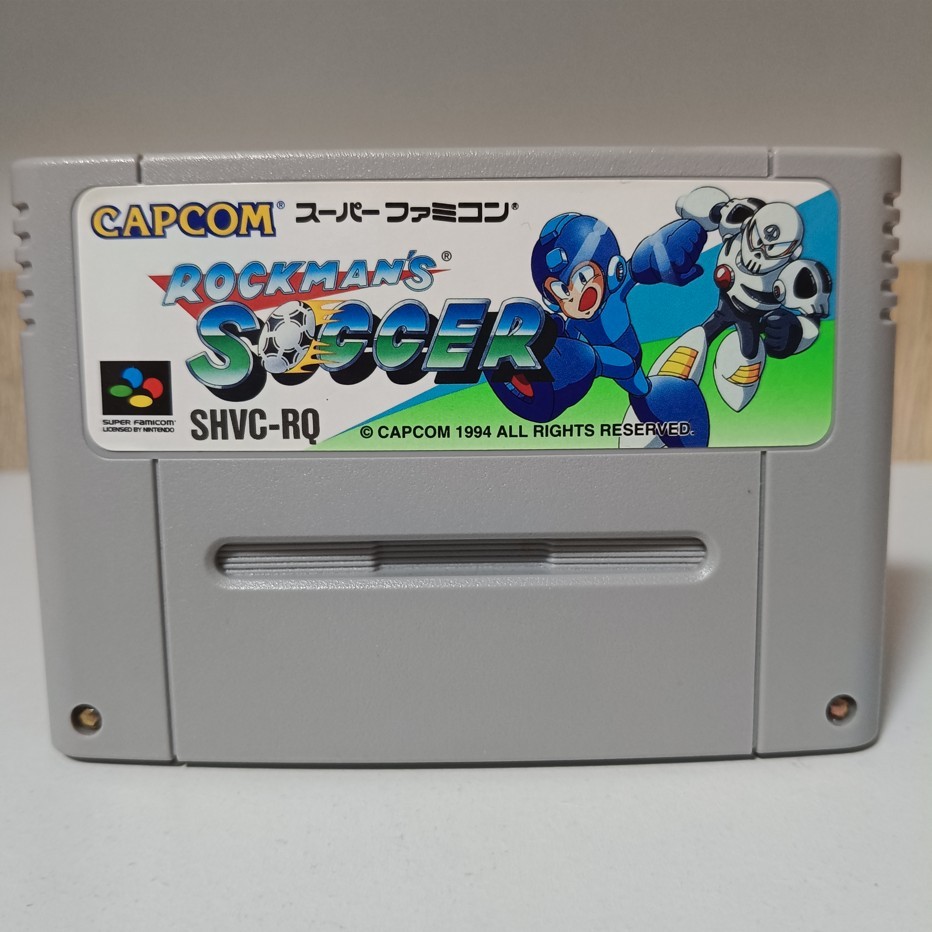 CAPCOM® スーパーファミコン®
ROCKMAN'S®
SOCCER
SUPER FAMICOM™
LICENSED BY NINTENDO
SHVC-RQ
© CAPCOM 1994 ALL RIGHTS RESERVED.